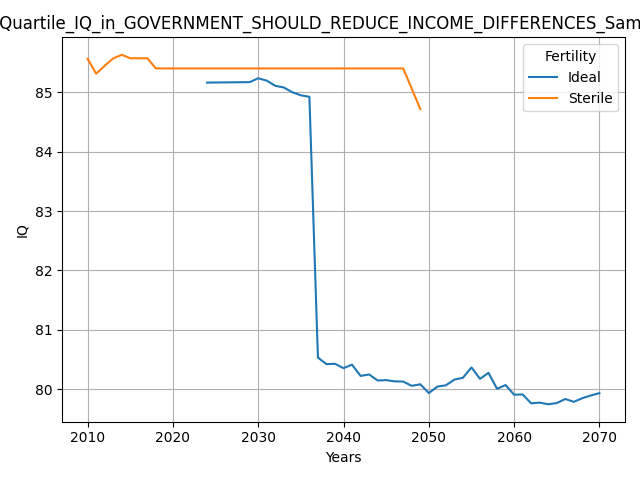 Quartile_IQ_in_GOVERNMENT_SHOULD_REDUCE_INCOME_DIFFERENCES_Sam
Fertility
Ideal
Sterile
85
84
83
82
81
80
IQ
2010 2020 2030 2040 2050 2060 2070
Years